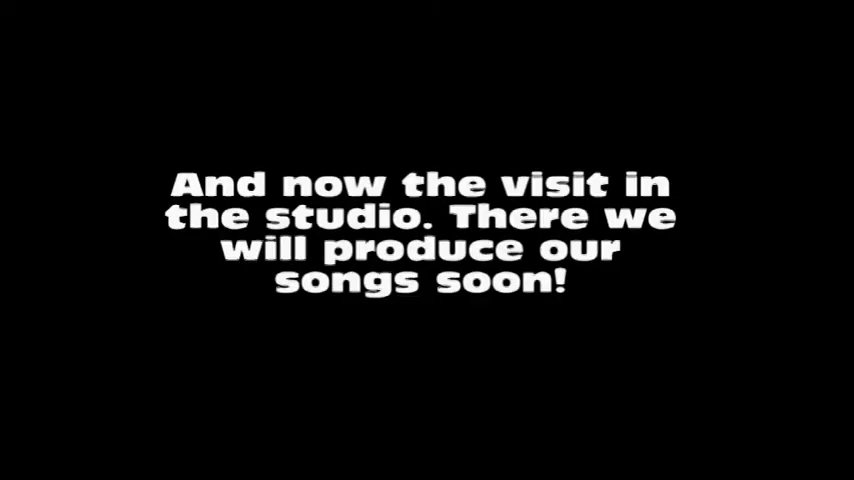 And now the visit in
the studio. There we
will produce our
songs soon!